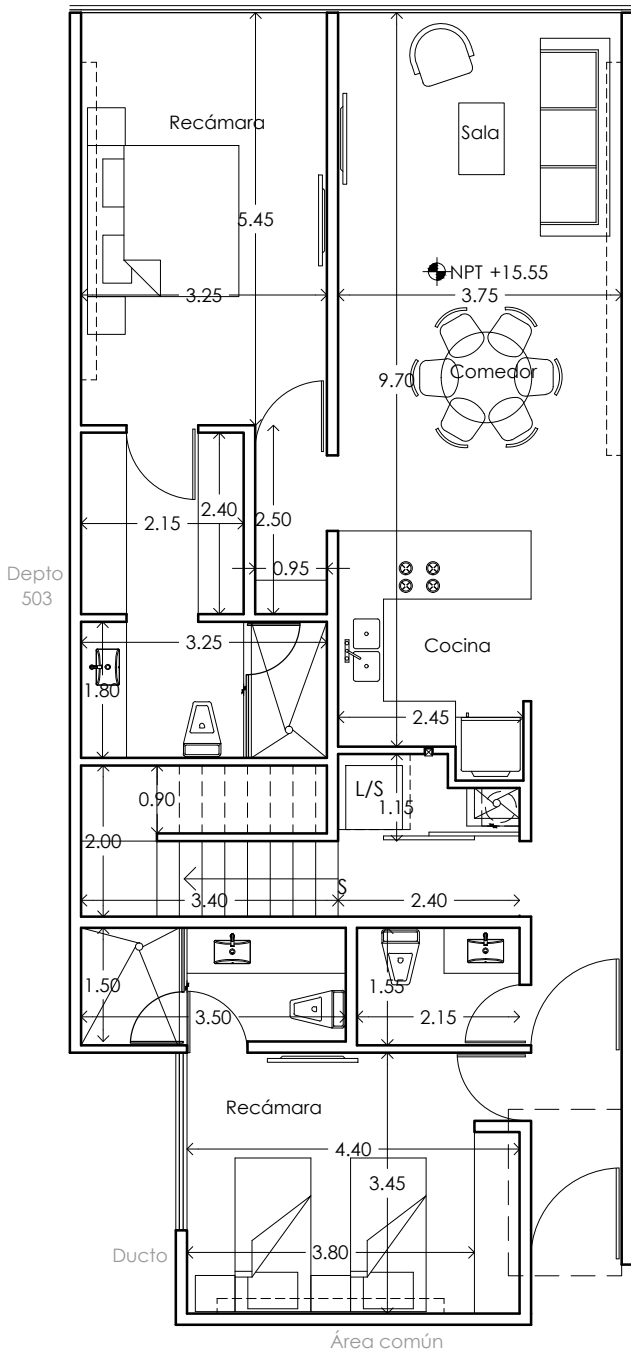 Recámara
Sala
5.45
NPT +15.55
3.25
3.75
9.70
Comedor
2.40
2.15
2.50
Depto
503
0.95
3.25
Cocina
1.80
2.45
0.90
L/S
1.15
2.00
S
3.40
2.40
1.50
1.55
3.50
2.15
Recámara
4.40
3.45
3.80
Ducto
Área común